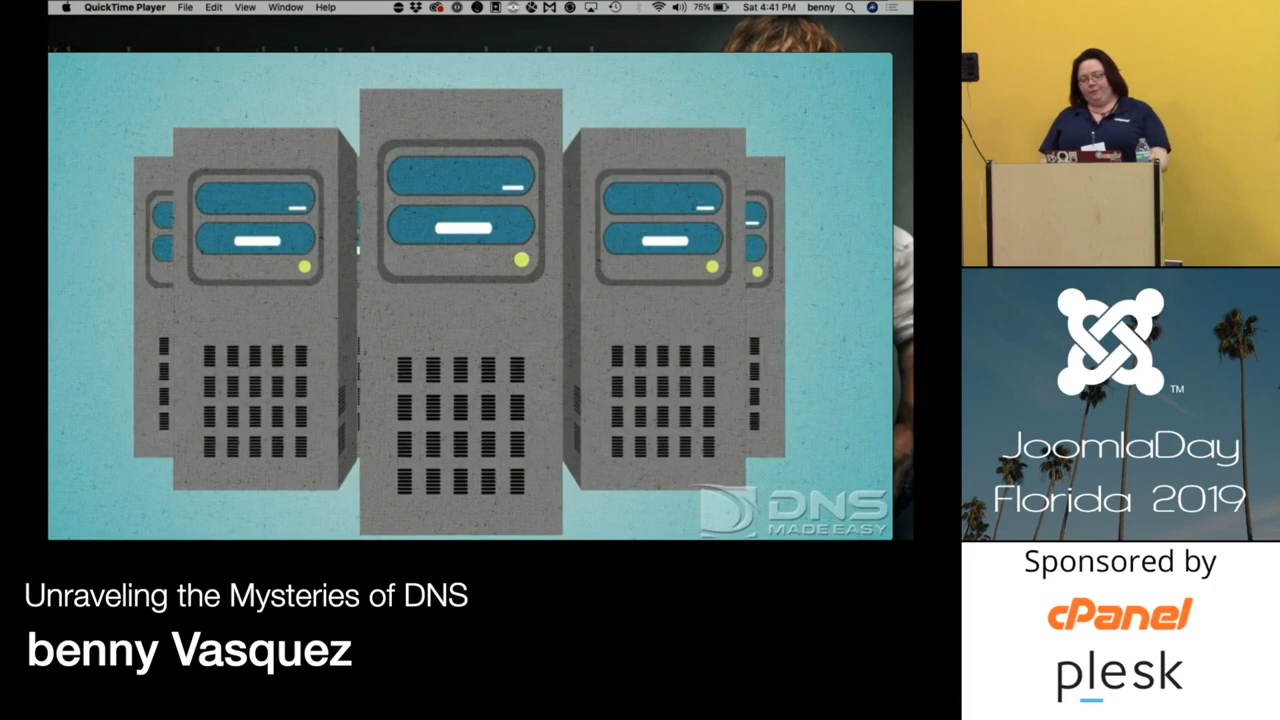 QuickTime Player File Edit View Window Help 75% Sat 4:41 PM benny
DNS
MADE EASY
Unraveling the Mysteries of DNS
benny Vasquez
JoomlaDay
Florida 2019
TM
Sponsored by
cPanel
plesk